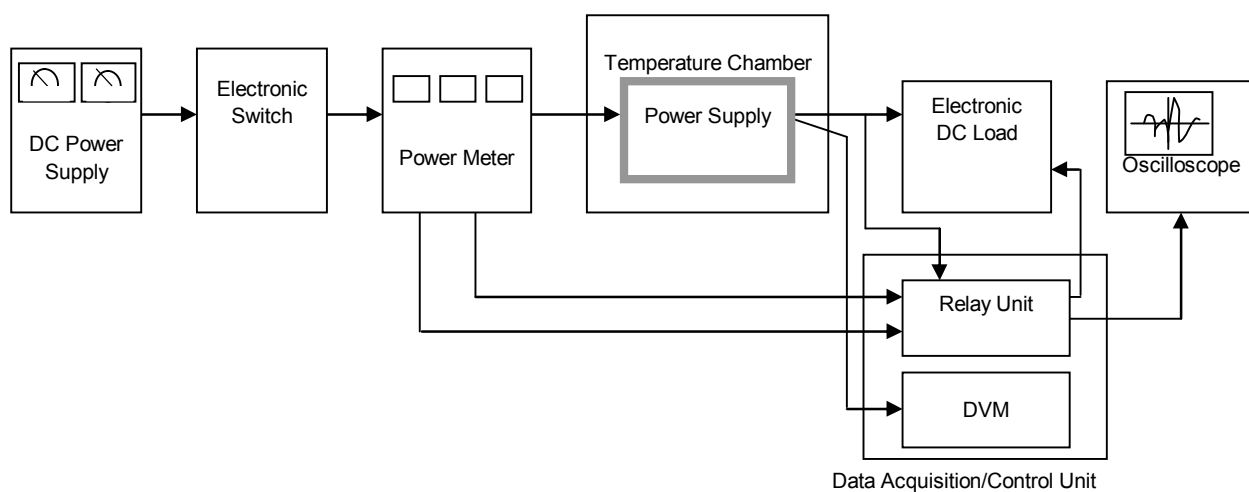 DC Power
Supply
Electronic
Switch
Power Meter
Temperature Chamber
Power Supply
Electronic
DC Load
Oscilloscope
Relay Unit
DVM
Data Acquisition/Control Unit